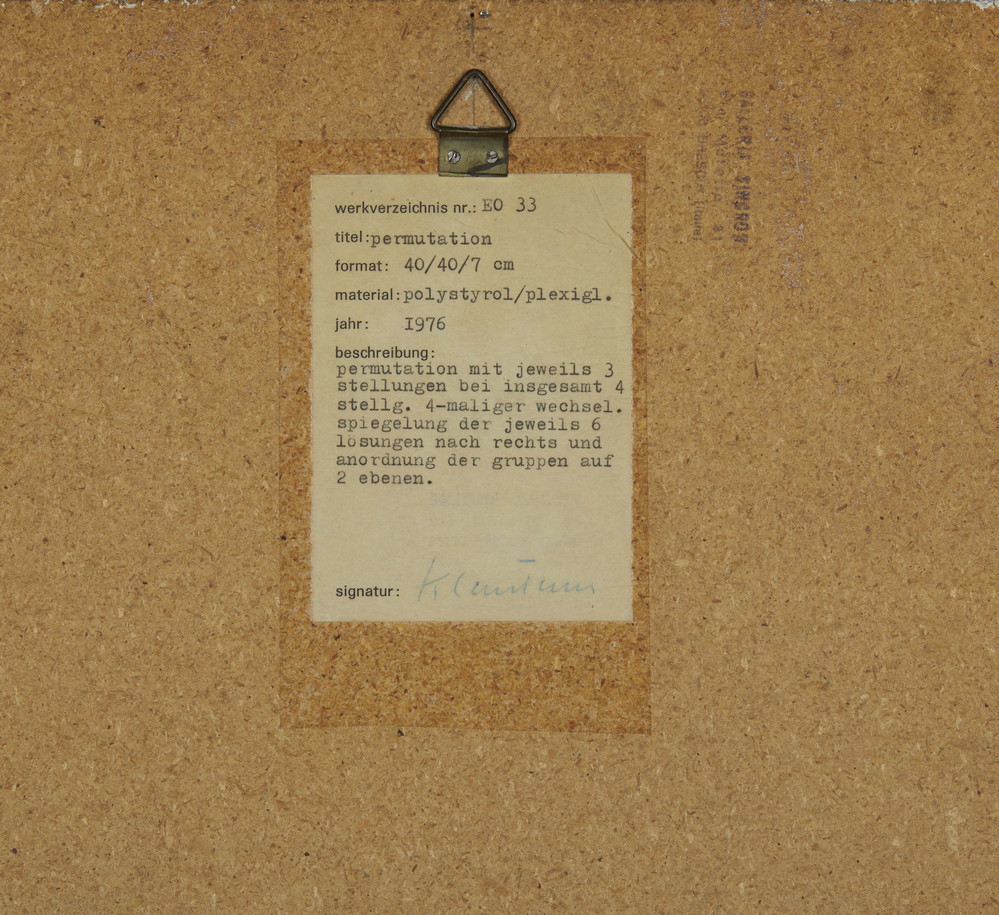 werkverzeichnis nr.: EO 33
titel: permutation
format: 40/40/7 cm
material: polystyrol/plexigl.
jahr: I976
beschreibung:
permutation mit jeweils 3
stellungen bei insgesamt 4
stellg. 4-maliger wechsel.
spiegelung der jeweils 6
lösungen nach rechts und
anordnung der gruppen auf
2 ebenen.
signatur: